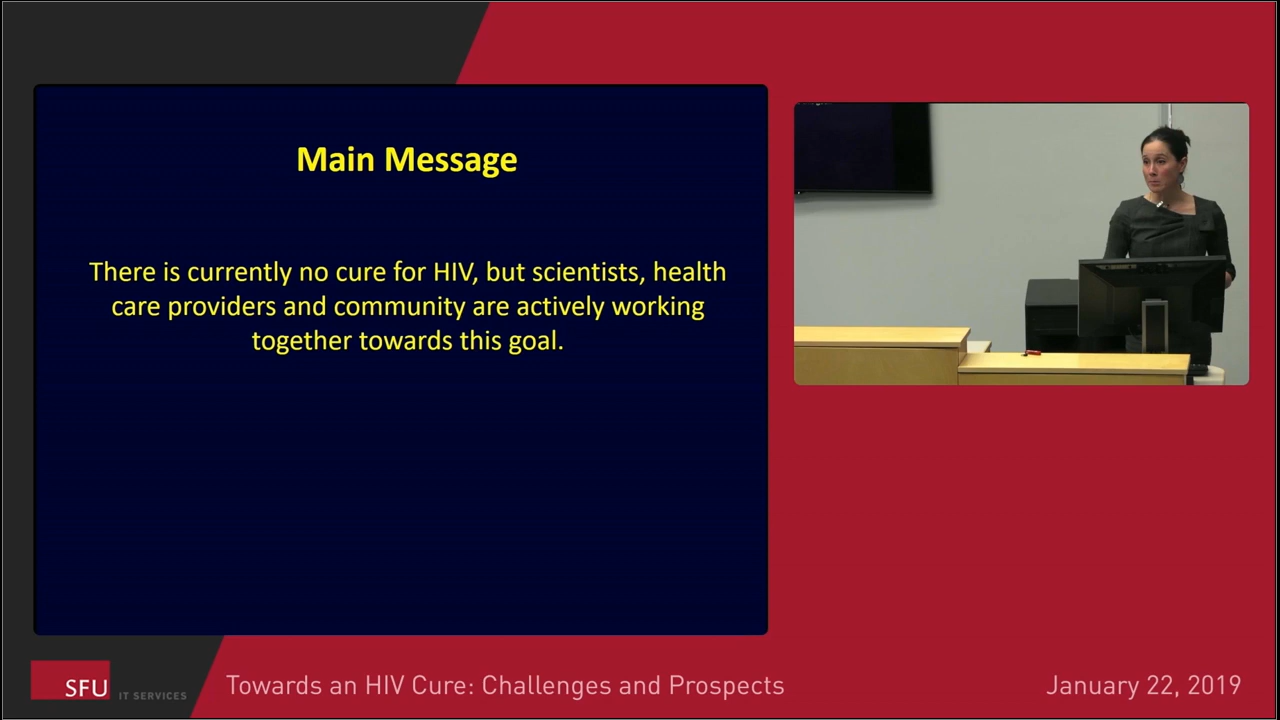 Main Message
There is currently no cure for HIV, but scientists, health
care providers and community are actively working
together towards this goal.
SFU IT SERVICES
Towards an HIV Cure: Challenges and Prospects
January 22, 2019